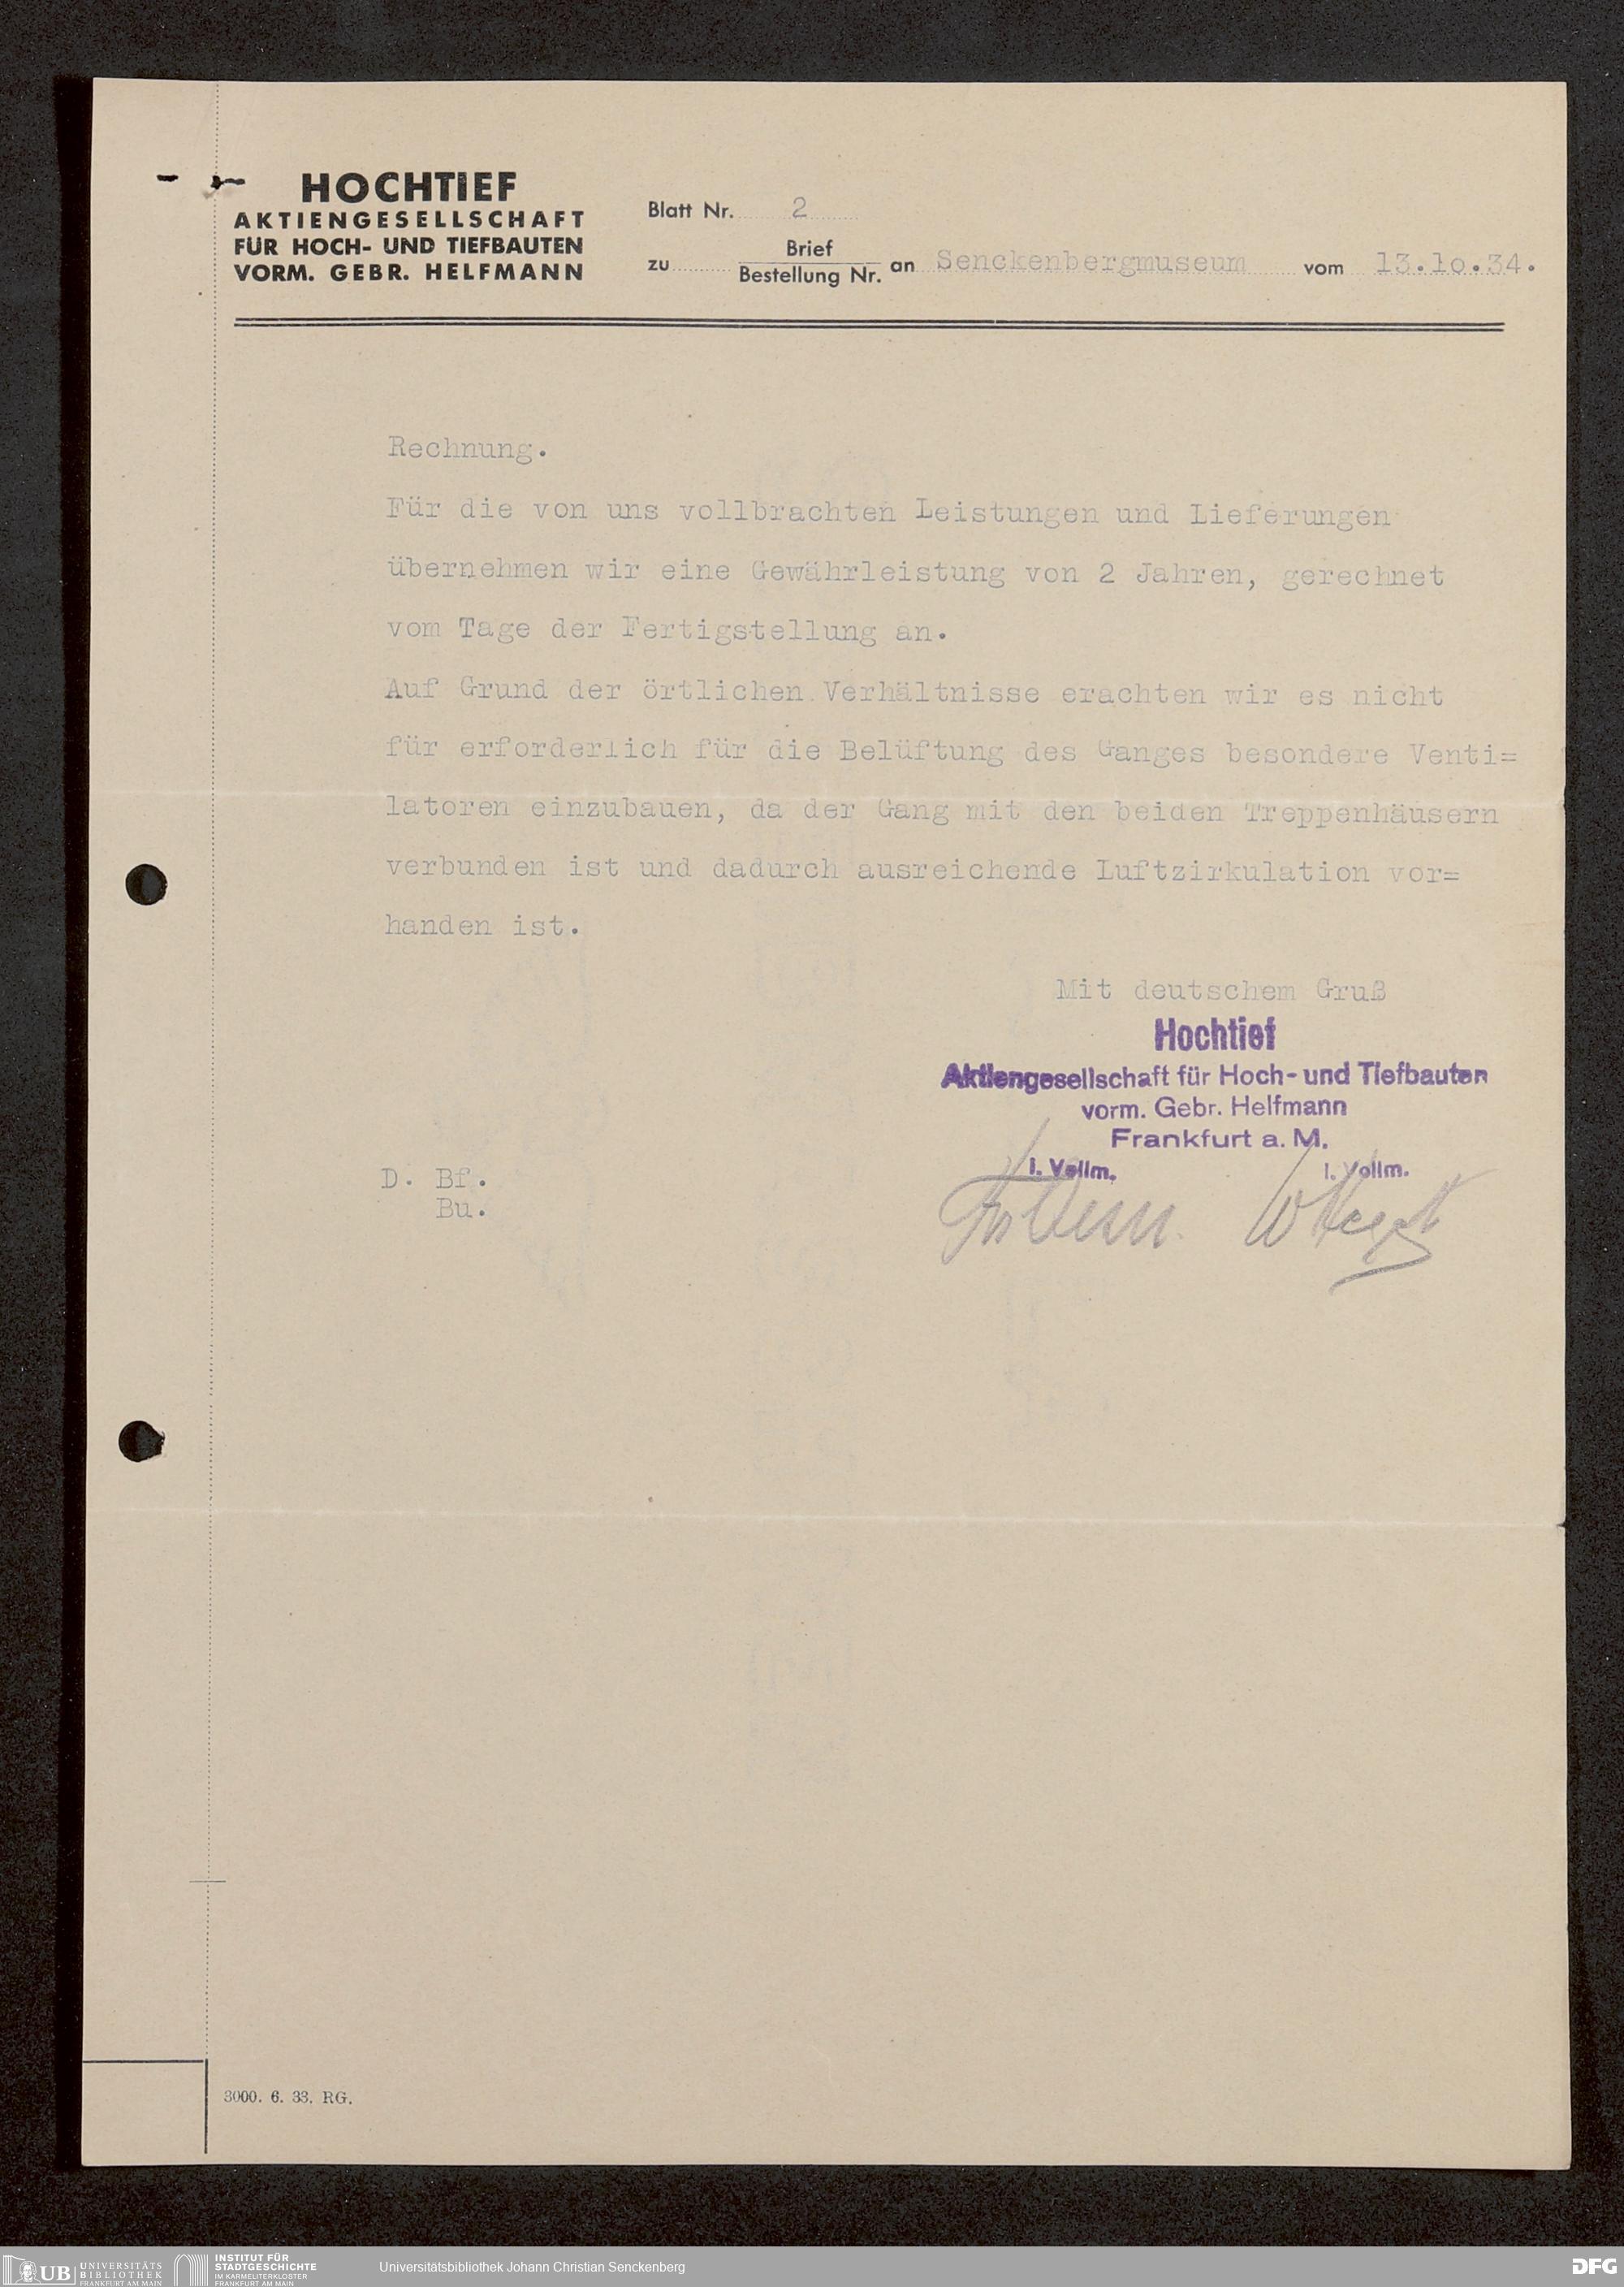 HOCHTIEF
AKTIENGESELLSCHAFT
FÜR HOCH- UND TIEFBAUTEN
VORM. GEBR. HELFMANN
Blatt Nr. 2
zu Brief
Bestellung Nr. an Senckenbergmuseum vom 13.10.34.
Rechnung.
Für die von uns vollbrachten Leistungen und Lieferungen
übernehmen wir eine Gewährleistung von 2 Jahren, gerechnet
vom Tage der Fertigstellung an.
Auf Grund der örtlichen Verhältnisse erachten wir es nicht
für erforderlich für die Belüftung des Ganges besondere Venti=
latoren einzubauen, da der Gang mit den beiden Treppenhäusern
verbunden ist und dadurch ausreichende Luftzirkulation vor=
handen ist.
Mit deutschem Gruß
Hochtief
Aktiengesellschaft für Hoch- und Tiefbauten
vorm. Gebr. Helfmann
Frankfurt a. M.
I. Vollm. I. Vollm.
D. Bf.
Bu.
3000. 6. 33. RG.
UB UNIVERSITÄTS
BIBLIOTHEK
FRANKFURT AM MAIN
INSTITUT FÜR
STADTGESCHICHTE
IM KARMELITERKLOSTER
FRANKFURT AM MAIN
Universitätsbibliothek Johann Christian Senckenberg
DFG